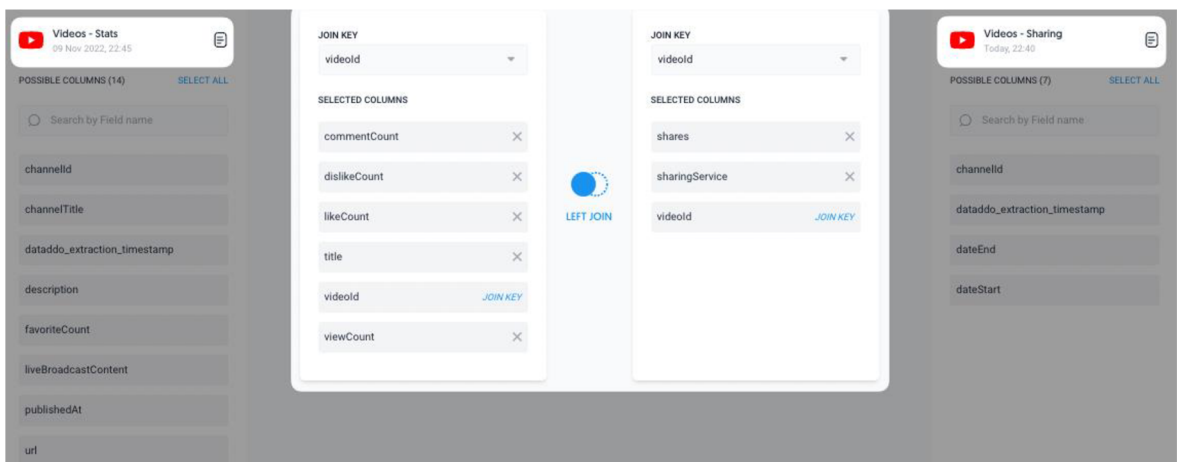 Videos - Stats
09 Nov 2022, 22:45
POSSIBLE COLUMNS (14) SELECT ALL
Search by Field name
channelId
channelTitle
dataddo_extraction_timestamp
description
favoriteCount
liveBroadcastContent
publishedAt
url
JOIN KEY
videoId
SELECTED COLUMNS
commentCount
dislikeCount
likeCount
title
videoId JOIN KEY
viewCount
LEFT JOIN
JOIN KEY
videoId
SELECTED COLUMNS
shares
sharingService
videoId JOIN KEY
Videos - Sharing
Today, 22:40
POSSIBLE COLUMNS (7) SELECT ALL
Search by Field name
channelId
dataddo_extraction_timestamp
dateEnd
dateStart